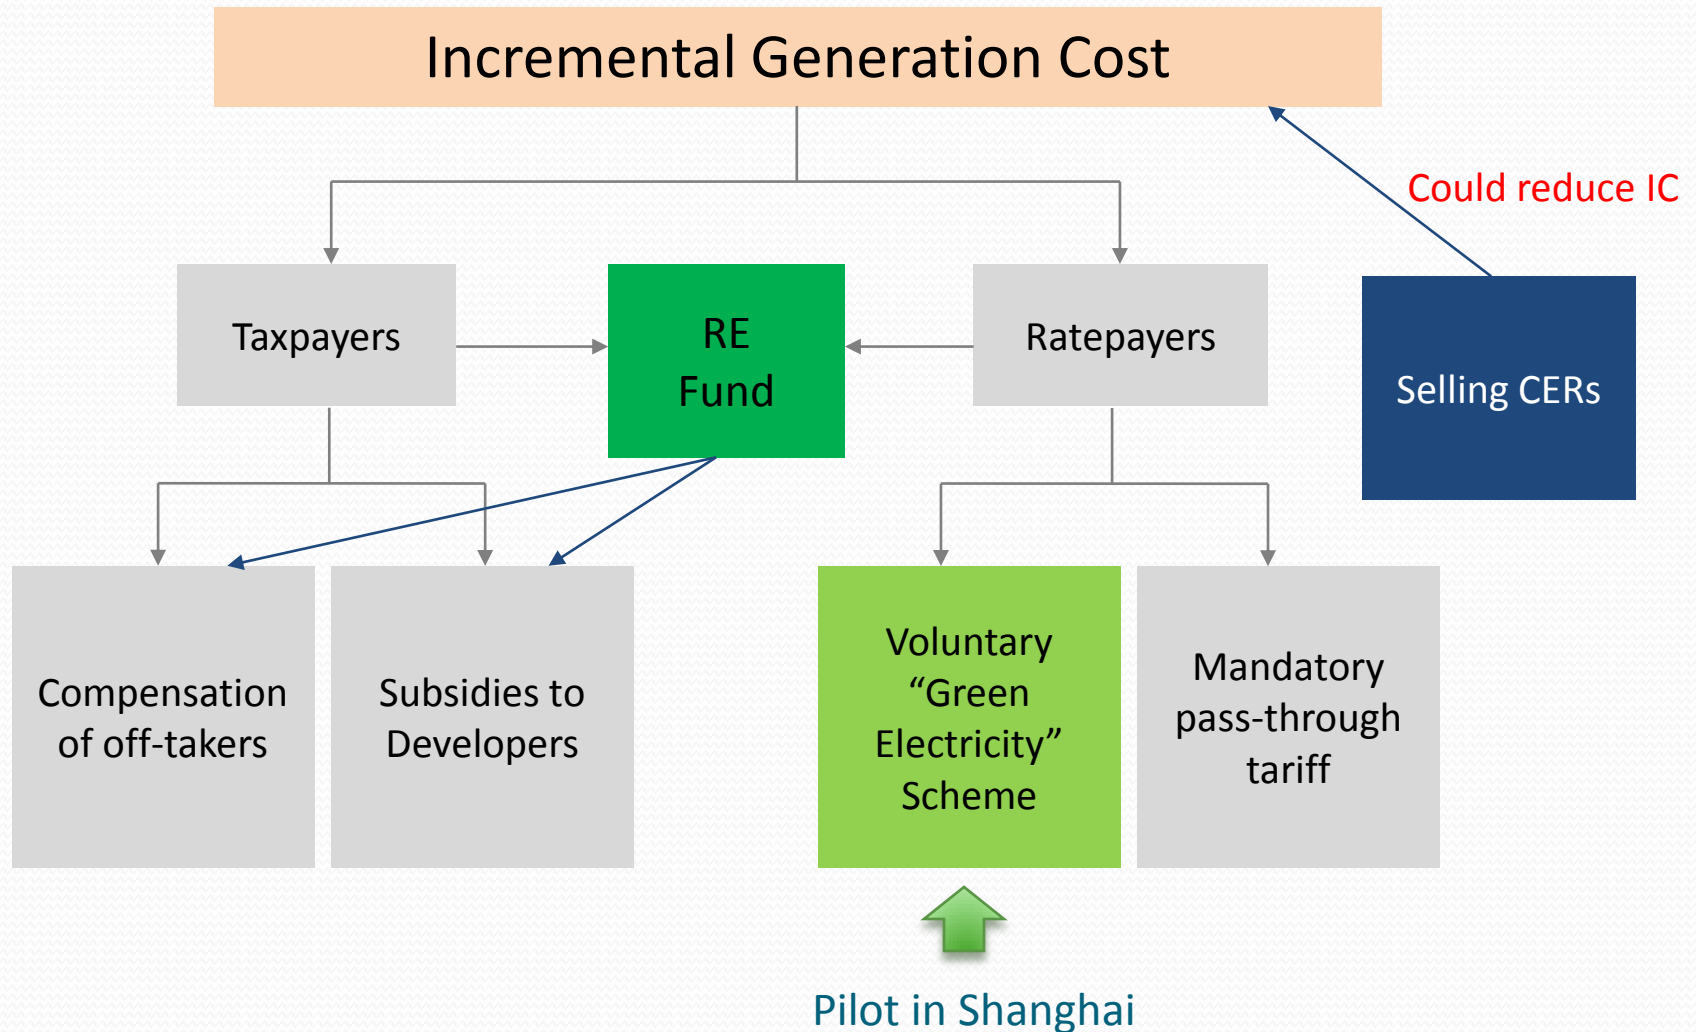 Incremental Generation Cost
Could reduce IC
Taxpayers
RE
Fund
Ratepayers
Selling CERs
Compensation
of off-takers
Subsidies to
Developers
Voluntary
“Green
Electricity”
Scheme
Mandatory
pass-through
tariff
Pilot in Shanghai